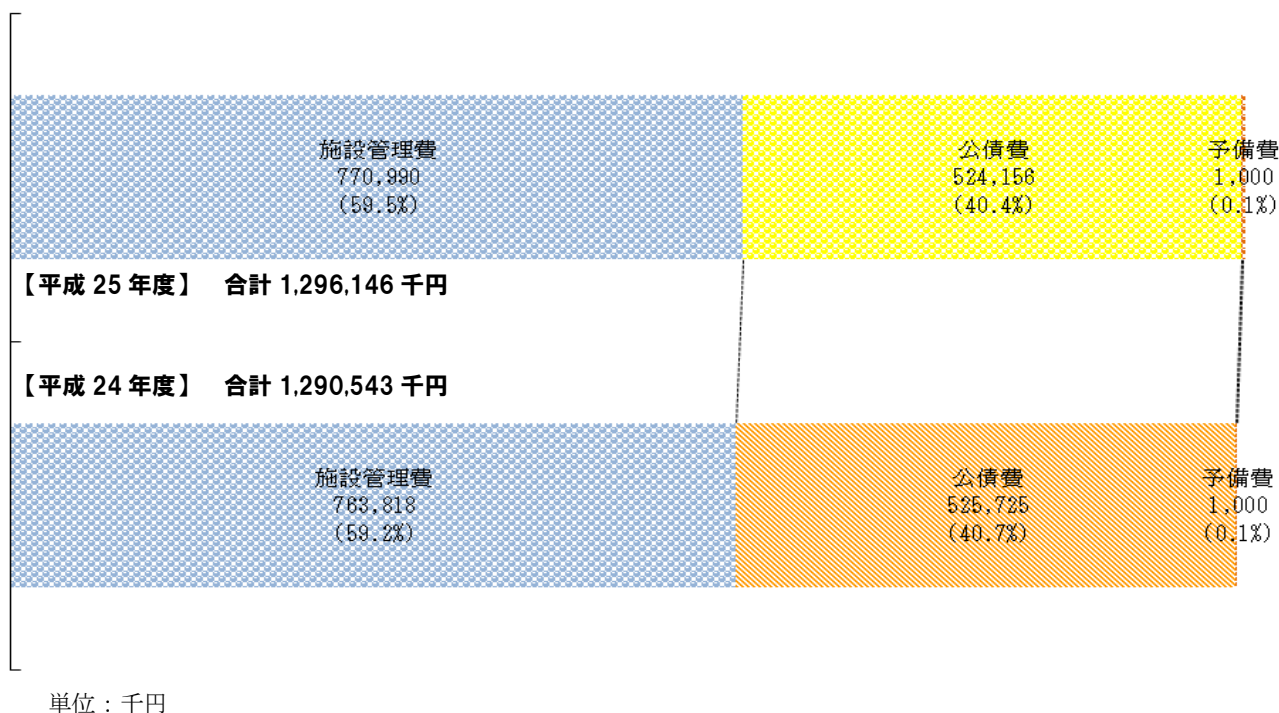 施設管理費
770,990
(59.5%)
公債費
524,156
(40.4%)
予備費
1,000
(0.1%)
【平成 25 年度】　合計 1,296,146 千円
【平成 24 年度】　合計 1,290,543 千円
施設管理費
763,818
(59.2%)
公債費
525,725
(40.7%)
予備費
1,000
(0.1%)
単位：千円